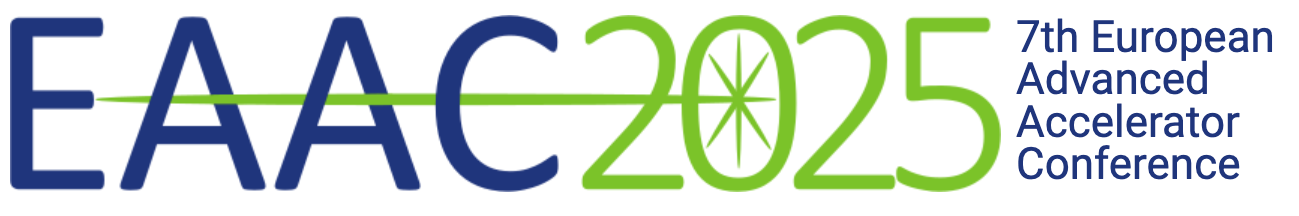 EAAC2025
7th European
Advanced
Accelerator
Conference